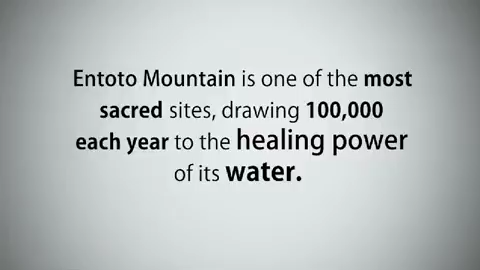 Entoto Mountain is one of the most
sacred sites, drawing 100,000
each year to the healing power
of its water.